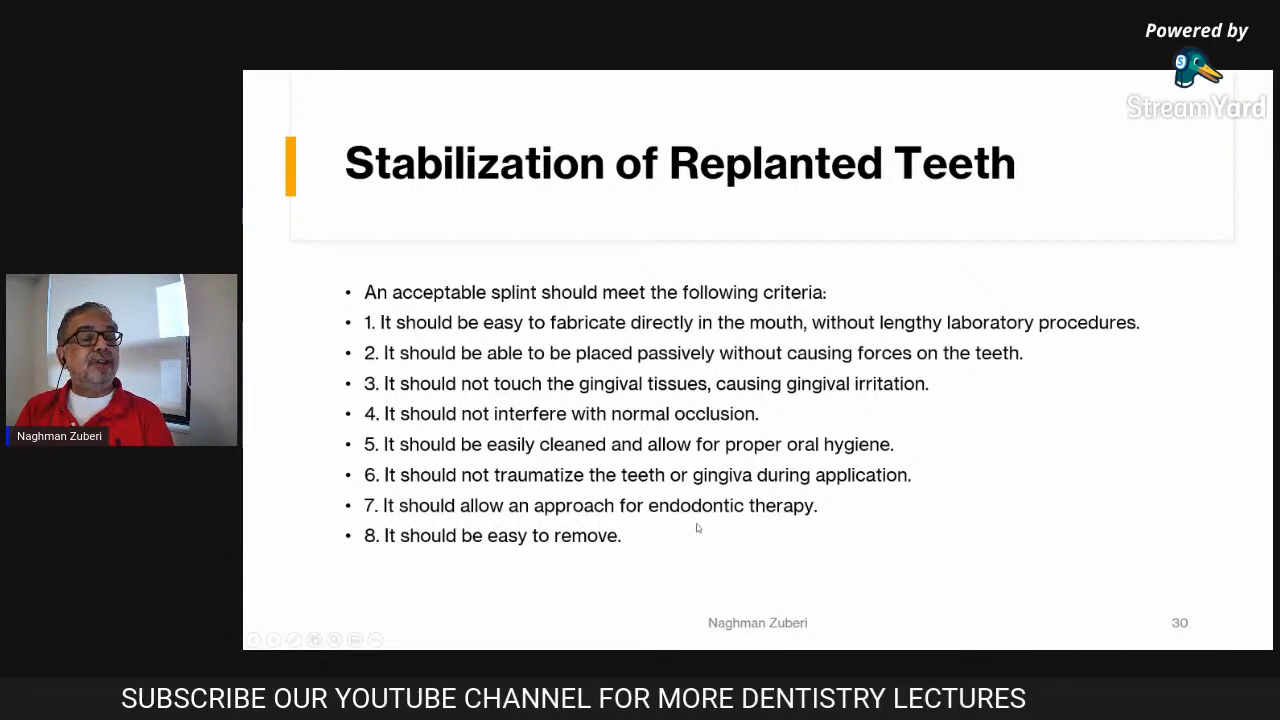 Powered by
StreamYard
Stabilization of Replanted Teeth
• An acceptable splint should meet the following criteria:
• 1. It should be easy to fabricate directly in the mouth, without lengthy laboratory procedures.
• 2. It should be able to be placed passively without causing forces on the teeth.
• 3. It should not touch the gingival tissues, causing gingival irritation.
• 4. It should not interfere with normal occlusion.
• 5. It should be easily cleaned and allow for proper oral hygiene.
• 6. It should not traumatize the teeth or gingiva during application.
• 7. It should allow an approach for endodontic therapy.
• 8. It should be easy to remove.
Naghman Zuberi
Naghman Zuberi 30
SUBSCRIBE OUR YOUTUBE CHANNEL FOR MORE DENTISTRY LECTURES